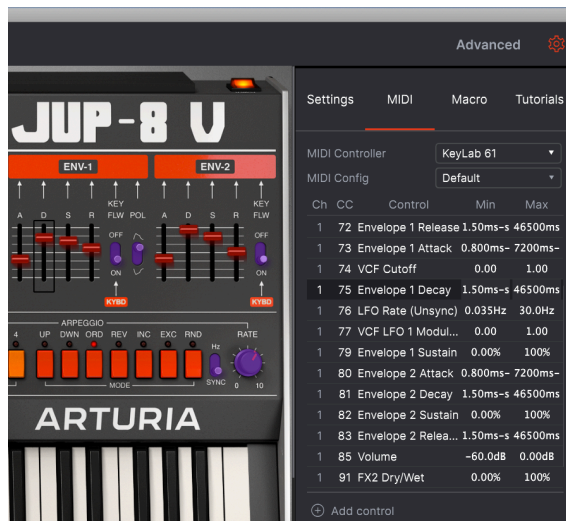 Advanced
JUP-8 V
ENV-1 ENV-2
KEY KEY
A D S R FLW POL A D S R FLW
OFF OFF
ON ON
KYBD KYBD
ARPEGGIO
4 UP DWN ORD REV INC EXC RND RATE
Hz
SYNC 0 10
MODE
ARTURIA
Settings MIDI Macro Tutorials
MIDI Controller KeyLab 61
MIDI Config Default
Ch CC Control Min Max
1 72 Envelope 1 Release 1.50ms-s 46500ms
1 73 Envelope 1 Attack 0.800ms- 7200ms-
1 74 VCF Cutoff 0.00 1.00
1 75 Envelope 1 Decay 1.50ms-s 46500ms
1 76 LFO Rate (Unsync) 0.035Hz 30.0Hz
1 77 VCF LFO 1 Modul... 0.00 1.00
1 79 Envelope 1 Sustain 0.00% 100%
1 80 Envelope 2 Attack 0.800ms- 7200ms-
1 81 Envelope 2 Decay 1.50ms-s 46500ms
1 82 Envelope 2 Sustain 0.00% 100%
1 83 Envelope 2 Relea... 1.50ms-s 46500ms
1 85 Volume -60.0dB 0.00dB
1 91 FX2 Dry/Wet 0.00% 100%
Add control